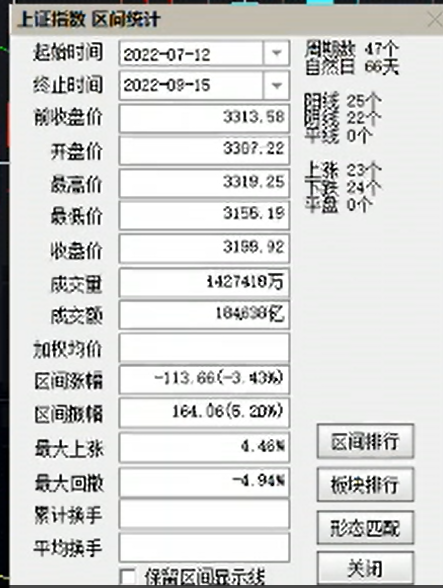 上证指数 区间统计
起始时间 2022-07-12
终止时间 2022-09-15
前收盘价 3313.58
开盘价 3307.22
最高价 3319.25
最低价 3155.19
收盘价 3199.92
成交量 1427418万
成交额 184638亿
加权均价
区间涨幅 -113.66(-3.43%)
区间振幅 164.06(5.20%)
最大上涨 4.46%
最大回撤 -4.94%
累计换手
平均换手
保留区间显示线
周期数 47个
自然日 66天
阳线 25个
阴线 22个
平线 0个
上涨 23个
下跌 24个
平盘 0个
区间排行
板块排行
形态匹配
关闭